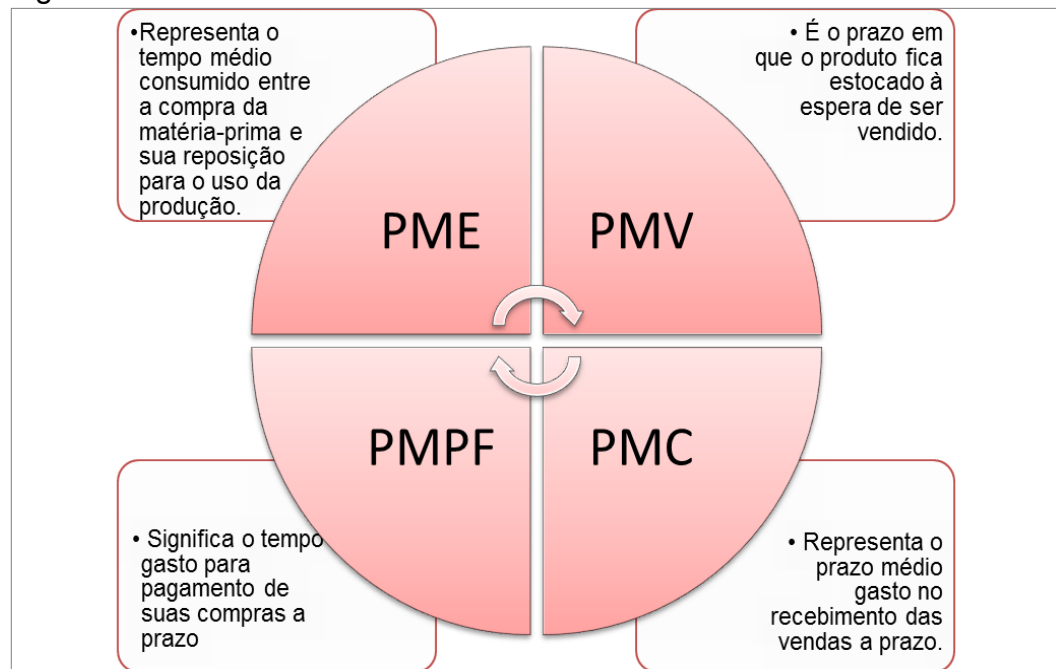 •Representa o
tempo médio
consumido entre
a compra da
matéria-prima e
sua reposição
para o uso da
produção.
• É o prazo em
que o produto fica
estocado à
espera de ser
vendido.
PME
PMV
PMPF
PMC
• Significa o tempo
gasto para
pagamento de
suas compras a
prazo
• Representa o
prazo médio
gasto no
recebimento das
vendas a prazo.